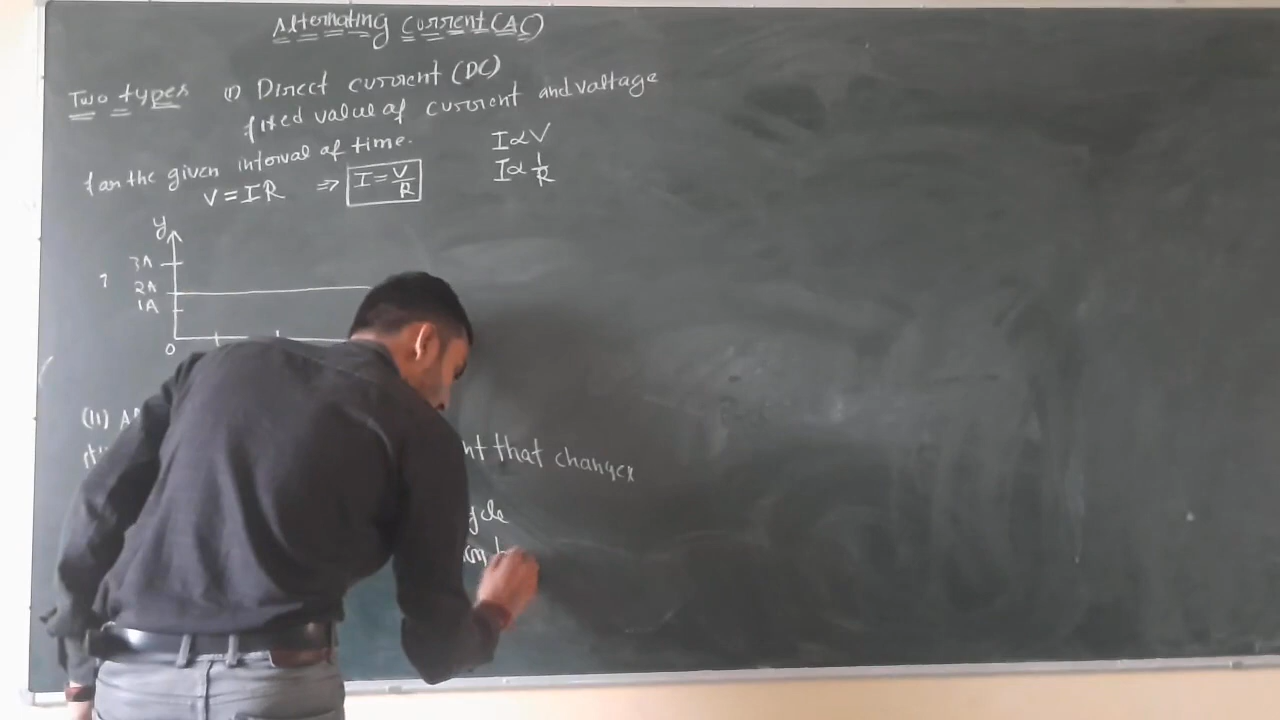 Alternating Current (AC)
Two types (I) Direct current (DC)
fixed value of current and voltage
for the given interval of time.
I∝V
I∝1/R
V=IR ⇒ I=V/R
y
3A
2A
1A
0
(II) A
nt that changes